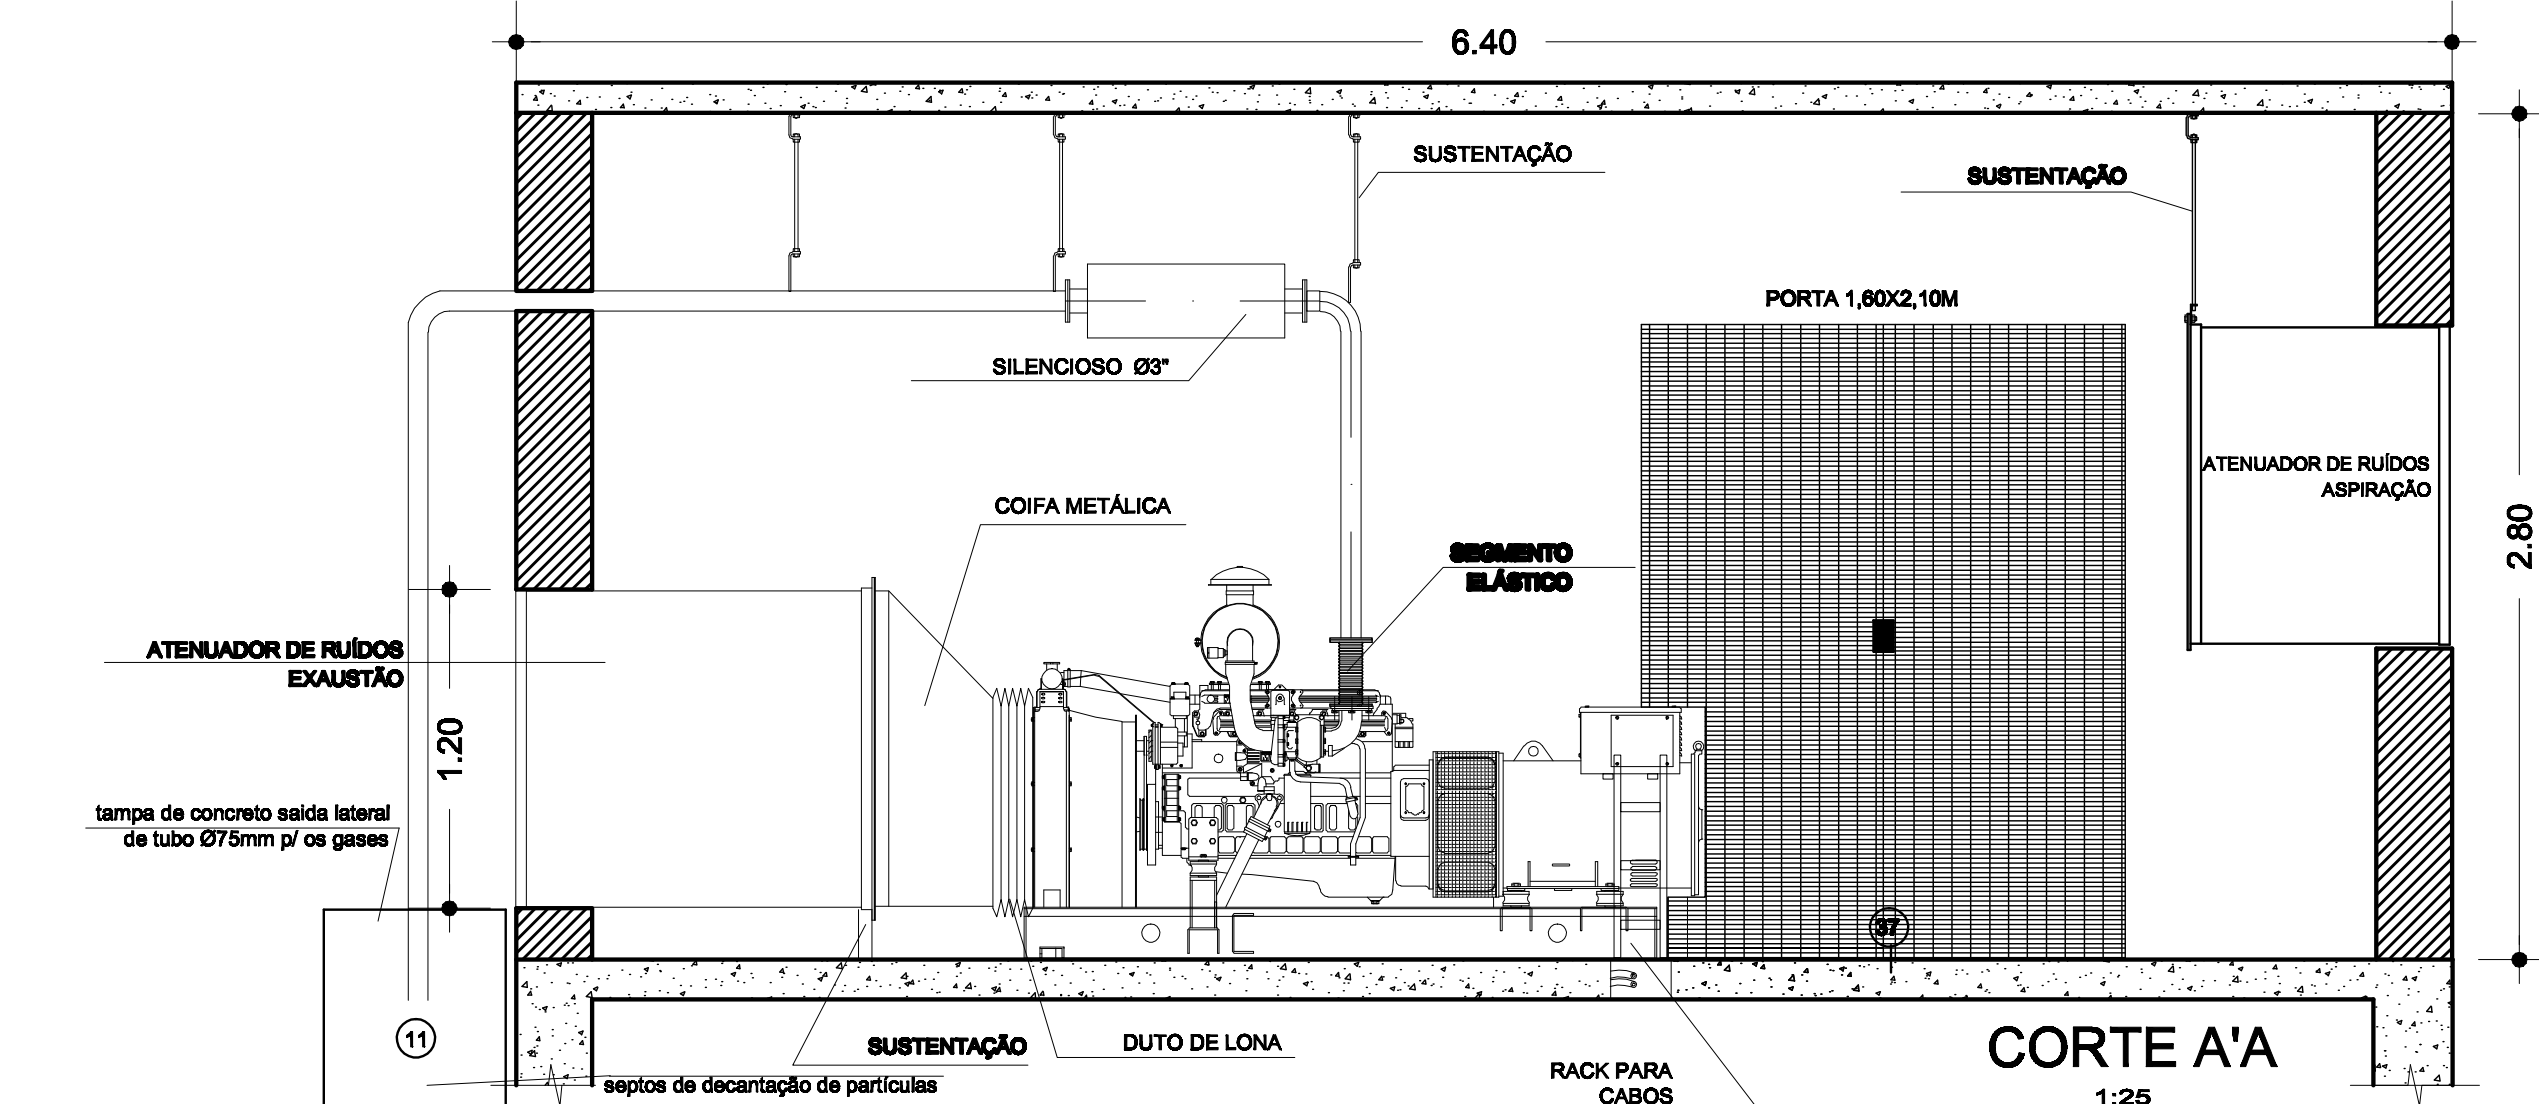 6.40
SUSTENTAÇÃO
SUSTENTAÇÃO
PORTA 1,60X2,10M
SILENCIOSO Ø3"
ATENUADOR DE RUÍDOS
ASPIRAÇÃO
COIFA METÁLICA
2.80
SEGMENTO
ELÁSTICO
ATENUADOR DE RUÍDOS
EXAUSTÃO
1.20
tampa de concreto saida lateral
de tubo Ø75mm p/ os gases
37
11
SUSTENTAÇÃO
DUTO DE LONA
CORTE A'A
septos de decantação de partículas
RACK PARA
CABOS
1:25